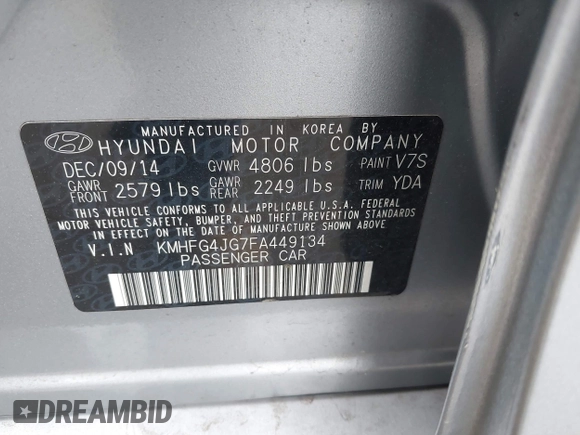 MANUFACTURED IN KOREA BY
HYUNDAI MOTOR COMPANY
DEC/09/14 GVWR 4806 lbs PAINT V7S
GAWR FRONT 2579 lbs GAWR REAR 2249 lbs TRIM YDA
THIS VEHICLE CONFORMS TO ALL APPLICABLE U.S. FEDERAL
MOTOR VEHICLE SAFETY, BUMPER, AND THEFT PREVENTION STANDARDS
IN EFFECT ON THE DATE OF MANUFACTURE SHOWN ABOVE.
V.I.N KMHFG4JG7FA449134
PASSENGER CAR
DREAMBID